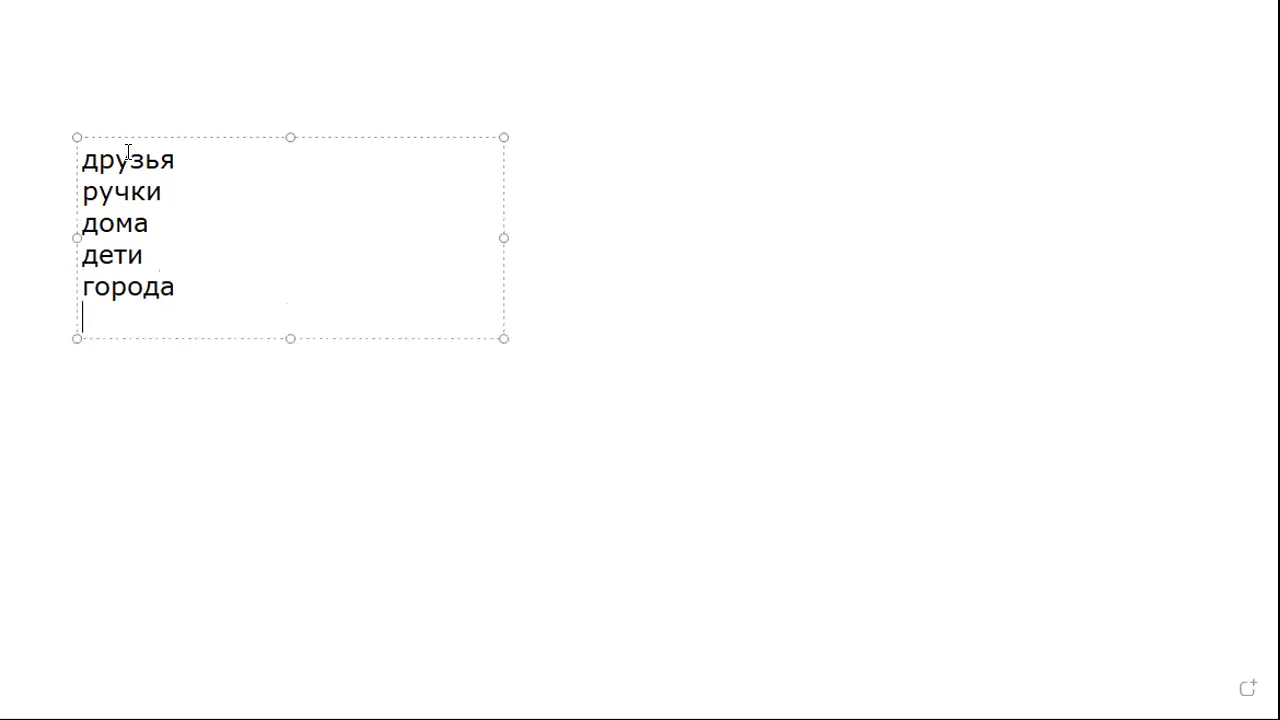 друзья
ручки
дома
дети
города